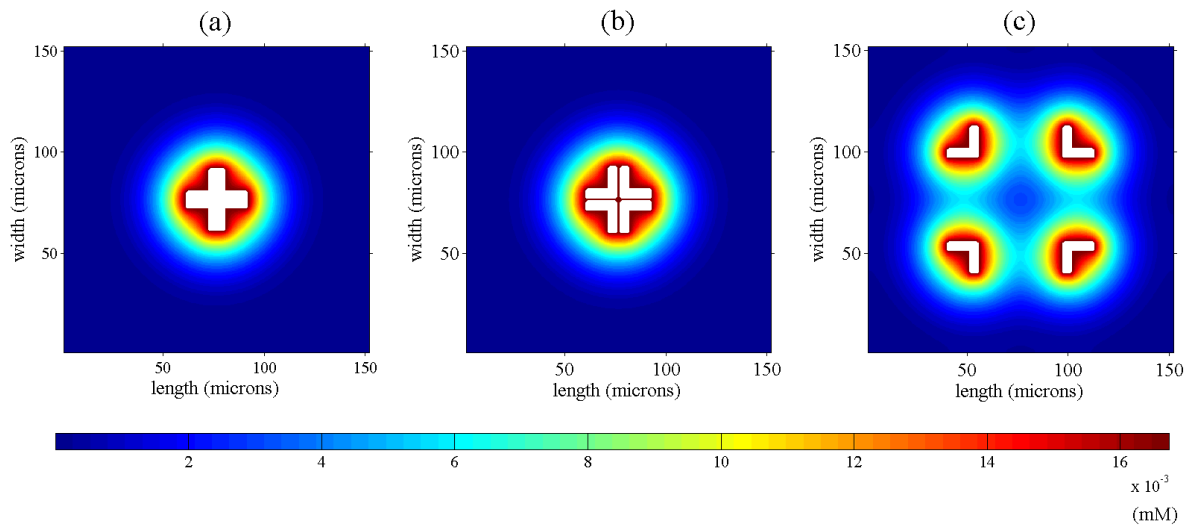 (a) (b) (c)
150 150 150
100 100 100
50 50 50
width (microns) width (microns) width (microns)
50 100 150 50 100 150 50 100 150
length (microns) length (microns) length (microns)
2 4 6 8 10 12 14 16
x 10⁻³
(mM)